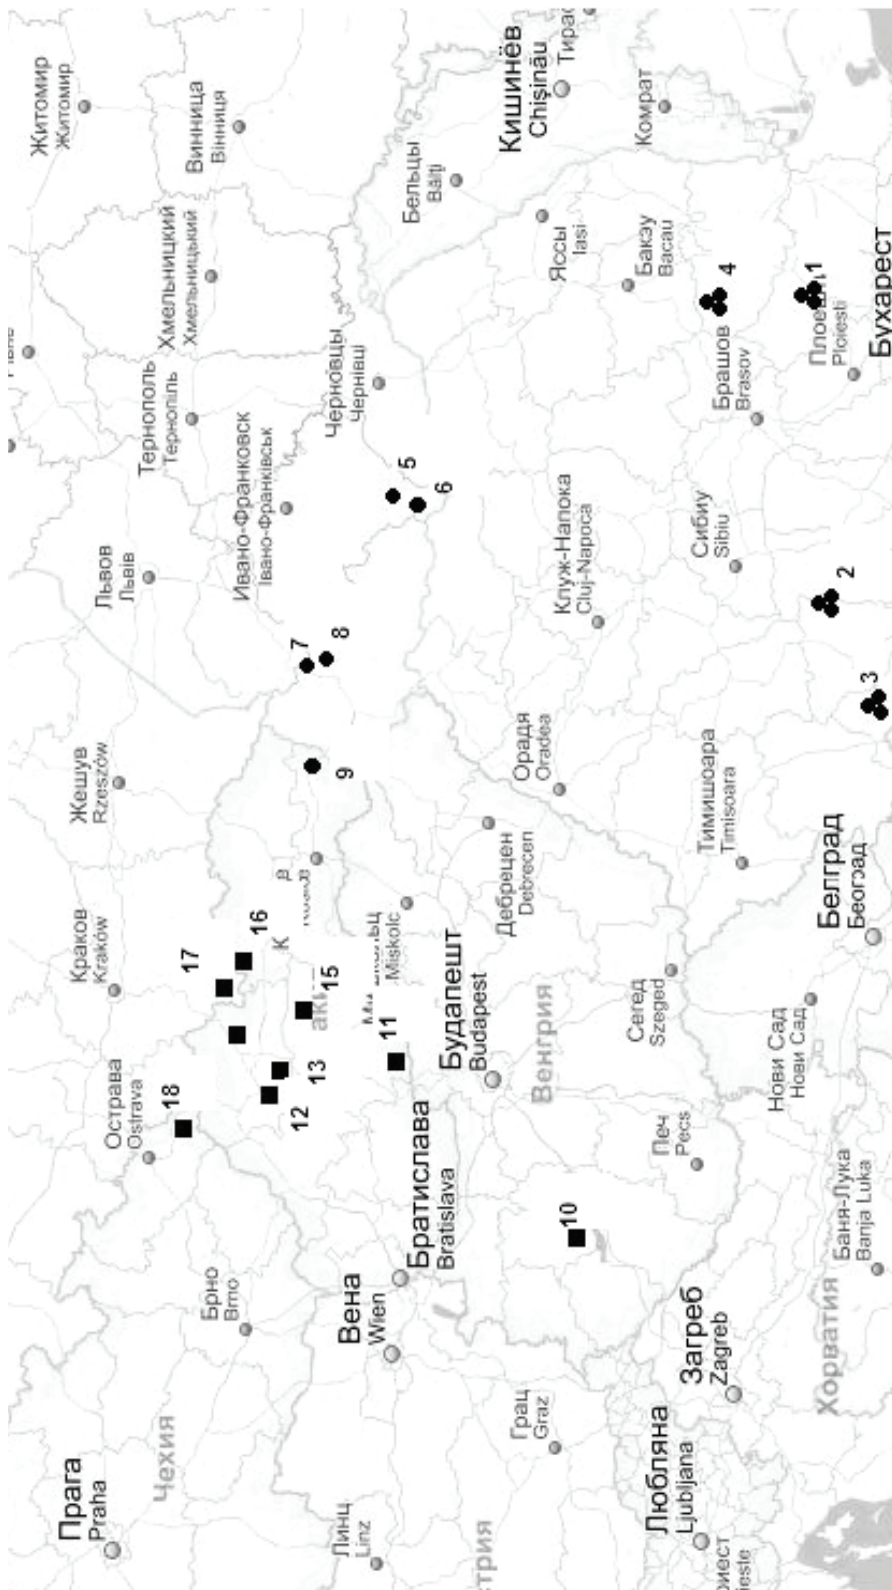 Прага
Praha
Чехия
Линц
Linz
Брно
Brno
Вена
Wien
Братислава
Bratislava
Грац
Graz
Любляна
Ljubljana
Загреб
Zagreb
Хорватия
Баня-Лука
Banja Luka
Острава
Ostrava
18
12
13
11
10
Печ
Pecs
Венгрия
Будапешт
Budapest
Нови Сад
Нови Сад
Сегед
Szeged
Белград
Београд
Краков
Kraków
17
16
15
Miskolc
Дебрецен
Debrecen
Тимишоара
Timisoara
Орадя
Oradea
Жешув
Rzeszów
9
7
8
3
2
Львов
Львів
Клуж-Напока
Cluj-Napoca
Сибиу
Sibiu
Ивано-Франковск
Івано-Франківськ
5
6
Тернополь
Тернопіль
Черновцы
Чернівці
Брашов
Brasov
Ploiesti
Бухарест
4
1
Хмельницкий
Хмельницький
Яссы
Iasi
Бакэу
Bacau
Бельцы
Bălţi
Житомир
Житомир
Винница
Вінниця
Кишинёв
Chişinău
Комрат